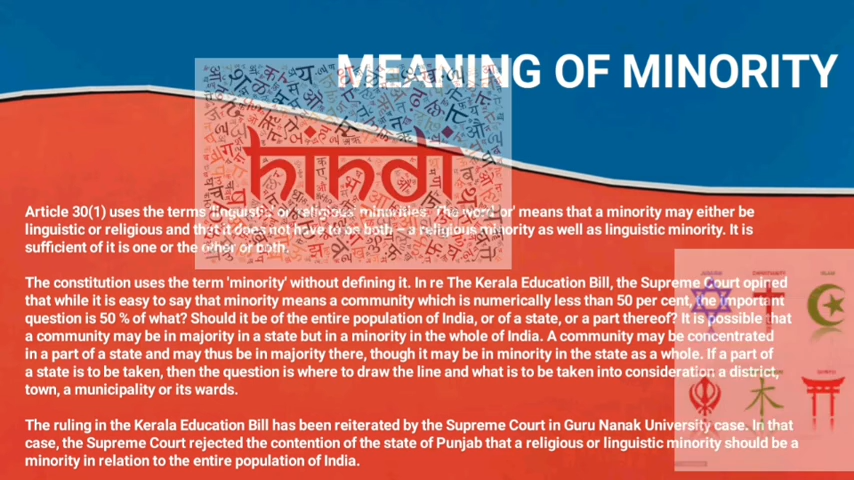 MEANING OF MINORITY
hindi
Article 30(1) uses the terms 'linguistic' or 'religious' minorities. The word 'or' means that a minority may either be
linguistic or religious and that it does not have to be both – a religious minority as well as linguistic minority. It is
sufficient of it is one or the other or both.
The constitution uses the term 'minority' without defining it. In re The Kerala Education Bill, the Supreme Court opined
that while it is easy to say that minority means a community which is numerically less than 50 per cent, the important
question is 50 % of what? Should it be of the entire population of India, or of a state, or a part thereof? It is possible that
a community may be in majority in a state but in a minority in the whole of India. A community may be concentrated
in a part of a state and may thus be in majority there, though it may be in minority in the state as a whole. If a part of
a state is to be taken, then the question is where to draw the line and what is to be taken into consideration a district,
town, a municipality or its wards.
The ruling in the Kerala Education Bill has been reiterated by the Supreme Court in Guru Nanak University case. In that
case, the Supreme Court rejected the contention of the state of Punjab that a religious or linguistic minority should be a
minority in relation to the entire population of India.